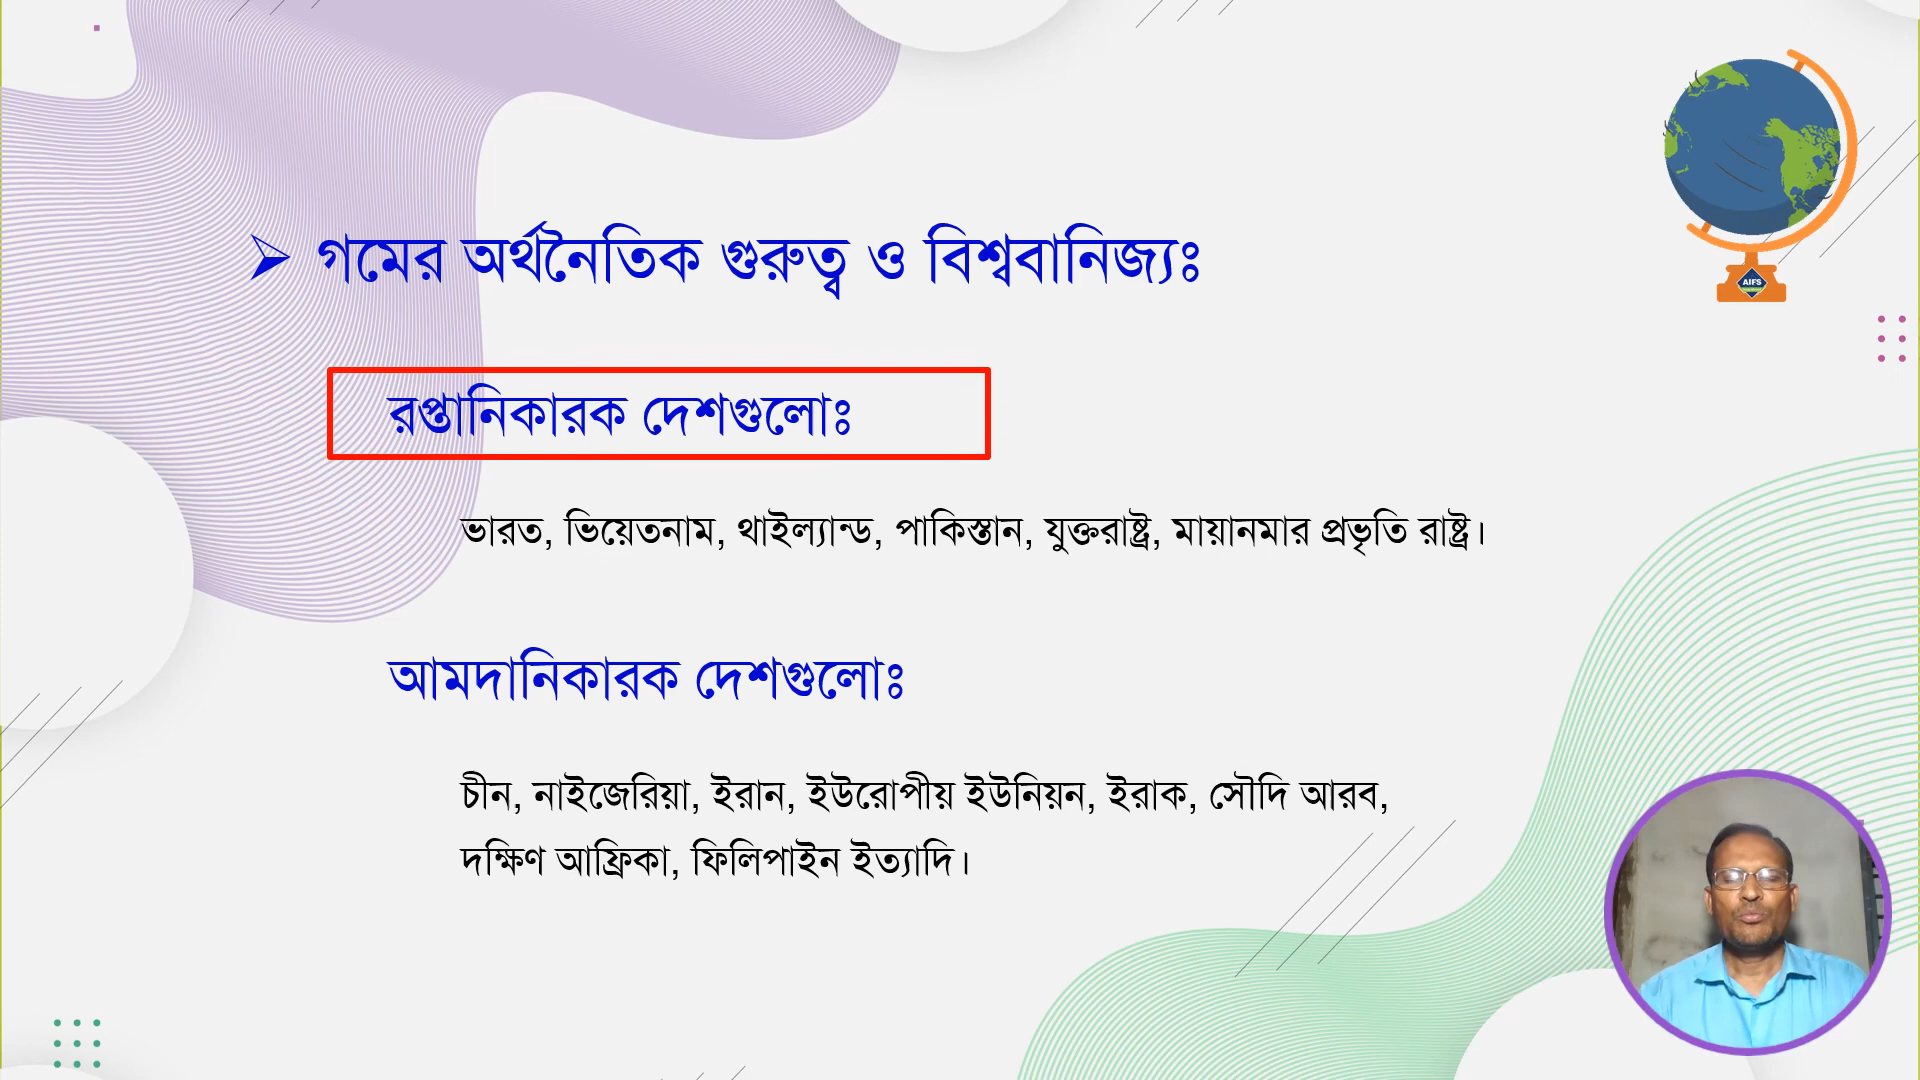 ➢ গমের অর্থনৈতিক গুরুত্ব ও বিশ্ববানিজ্যঃ
AIFS
রপ্তানিকারক দেশগুলোঃ
ভারত, ভিয়েতনাম, থাইল্যান্ড, পাকিস্তান, যুক্তরাষ্ট্র, মায়ানমার প্রভৃতি রাষ্ট্র।
আমদানিকারক দেশগুলোঃ
চীন, নাইজেরিয়া, ইরান, ইউরোপীয় ইউনিয়ন, ইরাক, সৌদি আরব,
দক্ষিণ আফ্রিকা, ফিলিপাইন ইত্যাদি।